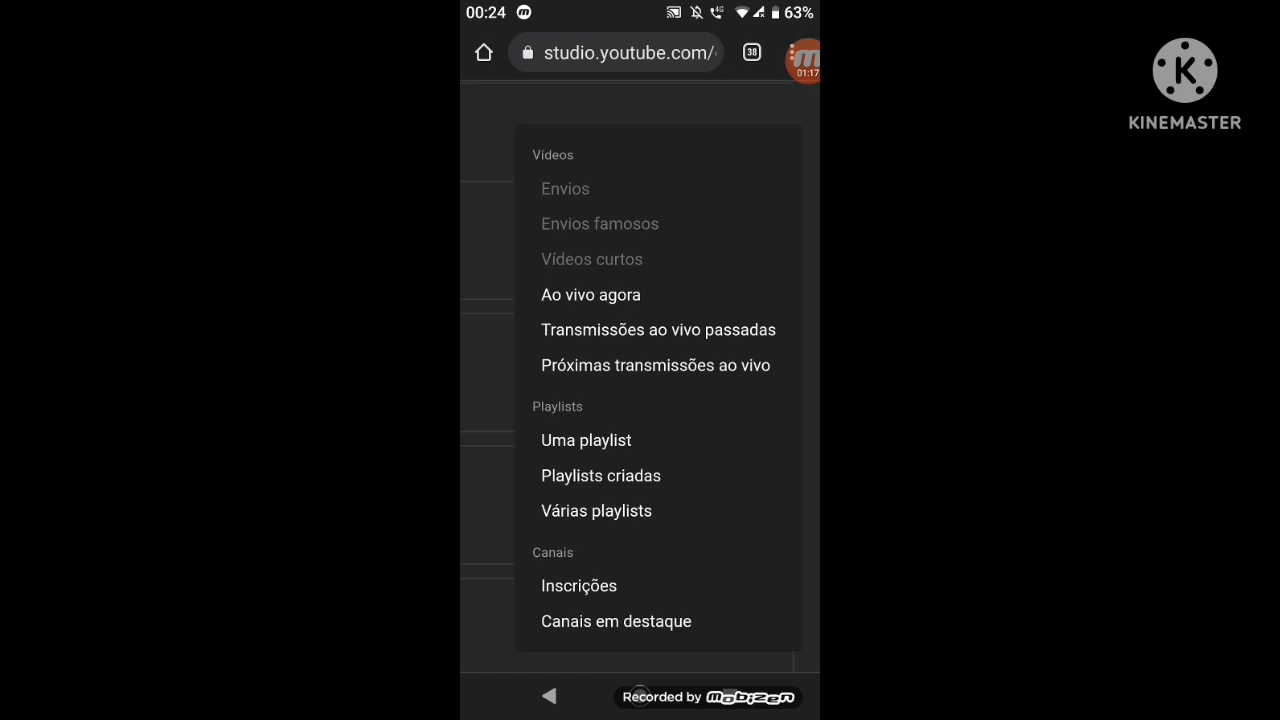 00:24
63%
studio.youtube.com/
38
01:17
K
KINEMASTER
Vídeos
Envios
Envios famosos
Vídeos curtos
Ao vivo agora
Transmissões ao vivo passadas
Próximas transmissões ao vivo
Playlists
Uma playlist
Playlists criadas
Várias playlists
Canais
Inscrições
Canais em destaque
Recorded by mobizen